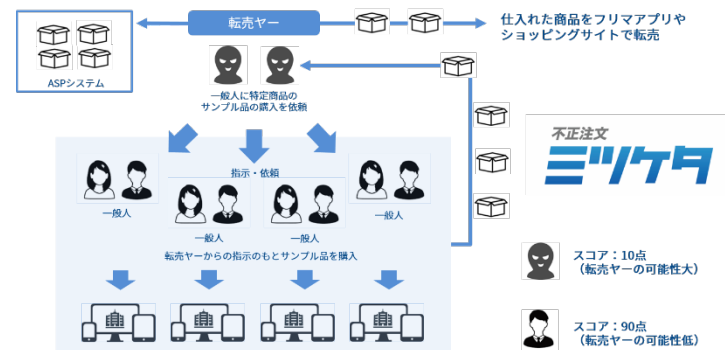 転売ヤー
仕入れた商品をフリマアプリや
ショッピングサイトで転売
ASPシステム
一般人に特定商品の
サンプル品の購入を依頼
指示・依頼
一般人
一般人
一般人
一般人
転売ヤーからの指示のもとサンプル品を購入
不正注文
ミツケタ
スコア：10点
（転売ヤーの可能性大）
スコア：90点
（転売ヤーの可能性低）